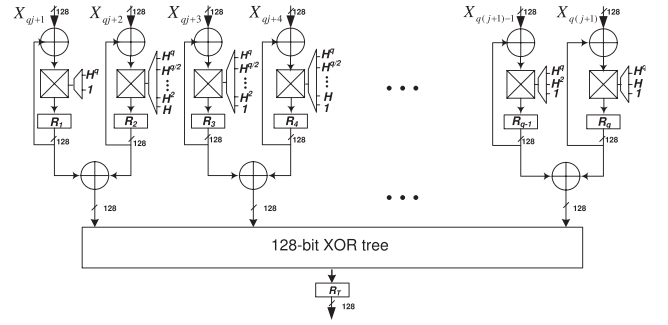 X_{qj+1} 128 X_{qj+2} 128 X_{qj+3} 128 X_{qj+4} 128 X_{q(j+1)-1} 128 X_{q(j+1)} 128
H^q 1
H^q H^{q/2} H^2 H
H^q H^{q/2} H^2 1
H^q H^{q/2} H 1
H^q H^2 1
H 1
R_1 R_2 R_3 R_4 R_{q-1} R_q
128 128 128 128 128 128
128 128 128
128-bit XOR tree
R_T
128